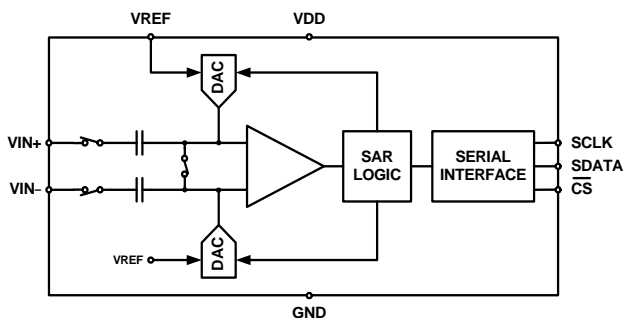 VREF
VDD
DAC
VIN+
VIN–
SAR
LOGIC
SERIAL
INTERFACE
SCLK
SDATA
CS
VREF
DAC
GND